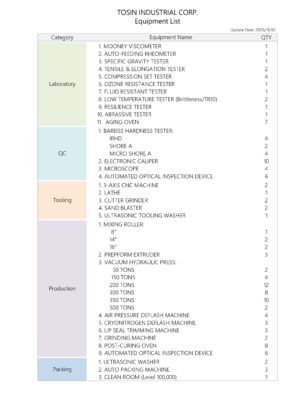 TOSIN INDUSTRIAL CORP.
Equipment List
Category Equipment Name QTY
Laboratory
1. MOONEY VISCOMETER 1
2. AUTO-FEEDING RHEOMETER 1
3. SPECIFIC GRAVITY TESTER 1
4. TENSILE & ELONGATION TESTER 2
5. COMPRESSION SET TESTER 4
6. OZONE RESISTANCE TESTER 1
7. FLUID RESISTANT TESTER 1
8. LOW TEMPERATURE TESTER (Brittleness/TR10) 2
9. RESILIENCE TESTER 1
10. ABRASSIVE TESTER 1
11. AGING OVEN 7
QC
1. BAREISS HARDNESS TESTER:
IRHD 4
SHORE A 2
MICRO SHORE A 4
2. ELECTRONIC CALIPER 10
3. MICROSCOPE 4
4. AUTOMATED OPTICAL INSPECTION DEVICE 6
Tooling
1. 3-AXIS CNC MACHINE 2
2. LATHE 1
3. CUTTER GRINDER 2
4. SAND BLASTER 2
5. ULTRASONIC TOOLING WASHER 1
Production
1. MIXING ROLLER:
8" 1
14" 2
16" 2
2. PREPFORM EXTRUDER 3
3. VACUUM HYDRAULIC PRESS:
50 TONS 2
150 TONS 4
200 TONS 12
300 TONS 8
350 TONS 10
500 TONS 2
4. AIR PRESSURE DEFLASH MACHINE 4
5. CRYONITROGEN DEFLASH MACHINE 3
6. LIP SEAL TRIMMING MACHINE 3
7. GRINDING MACHINE 2
8. POST-CURING OVEN 8
9. AUTOMATED OPTICAL INSPECTION DEVICE 6
Packing
1. ULTRASONIC WASHER 2
2. AUTO PACKING MACHINE 3
3. CLEAN ROOM (Level 100,000) 1